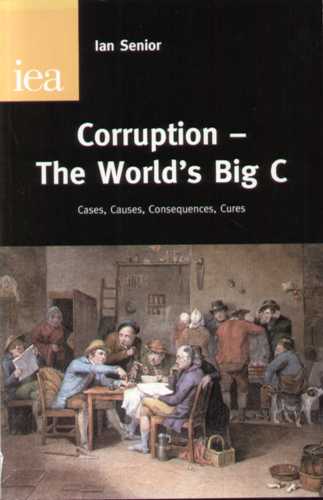 iea
Ian Senior
Corruption –
The World's Big C
Cases, Causes, Consequences, Cures